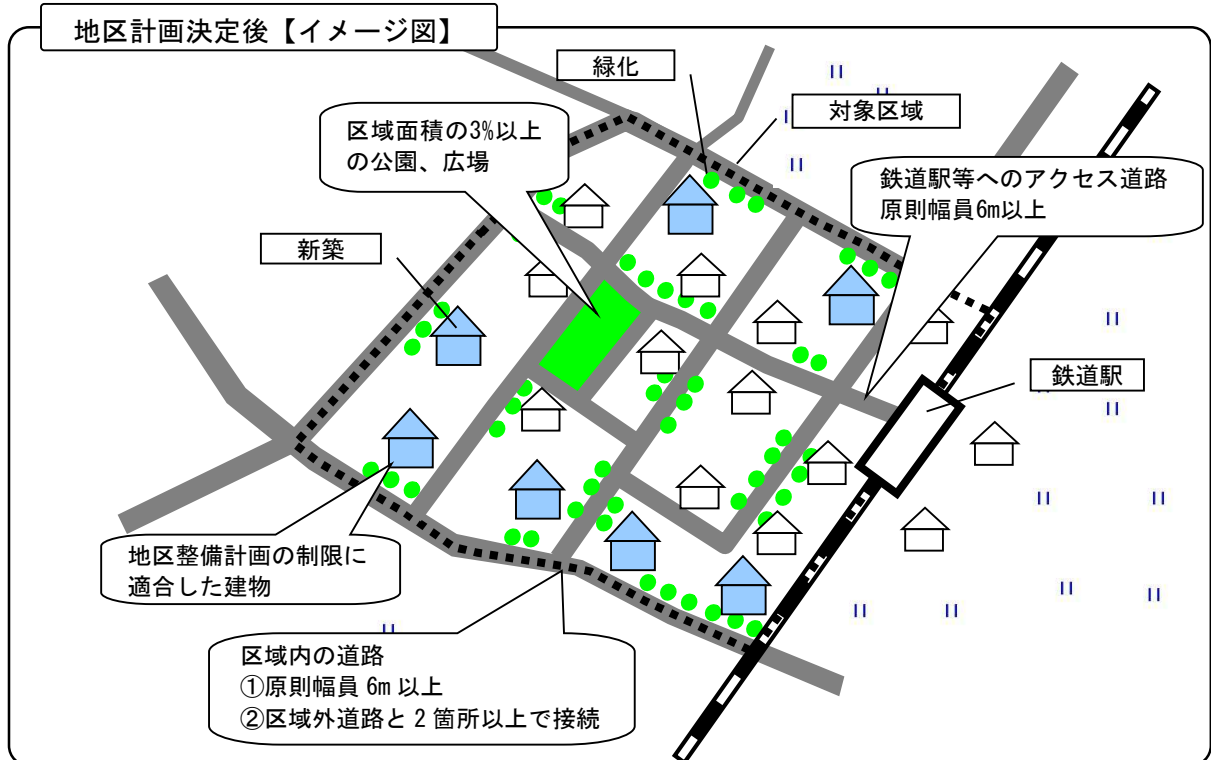 地区計画決定後【イメージ図】
緑化
対象区域
区域面積の3%以上
の公園、広場
鉄道駅等へのアクセス道路
原則幅員6m以上
新築
鉄道駅
地区整備計画の制限に
適合した建物
区域内の道路
①原則幅員 6m 以上
②区域外道路と 2 箇所以上で接続